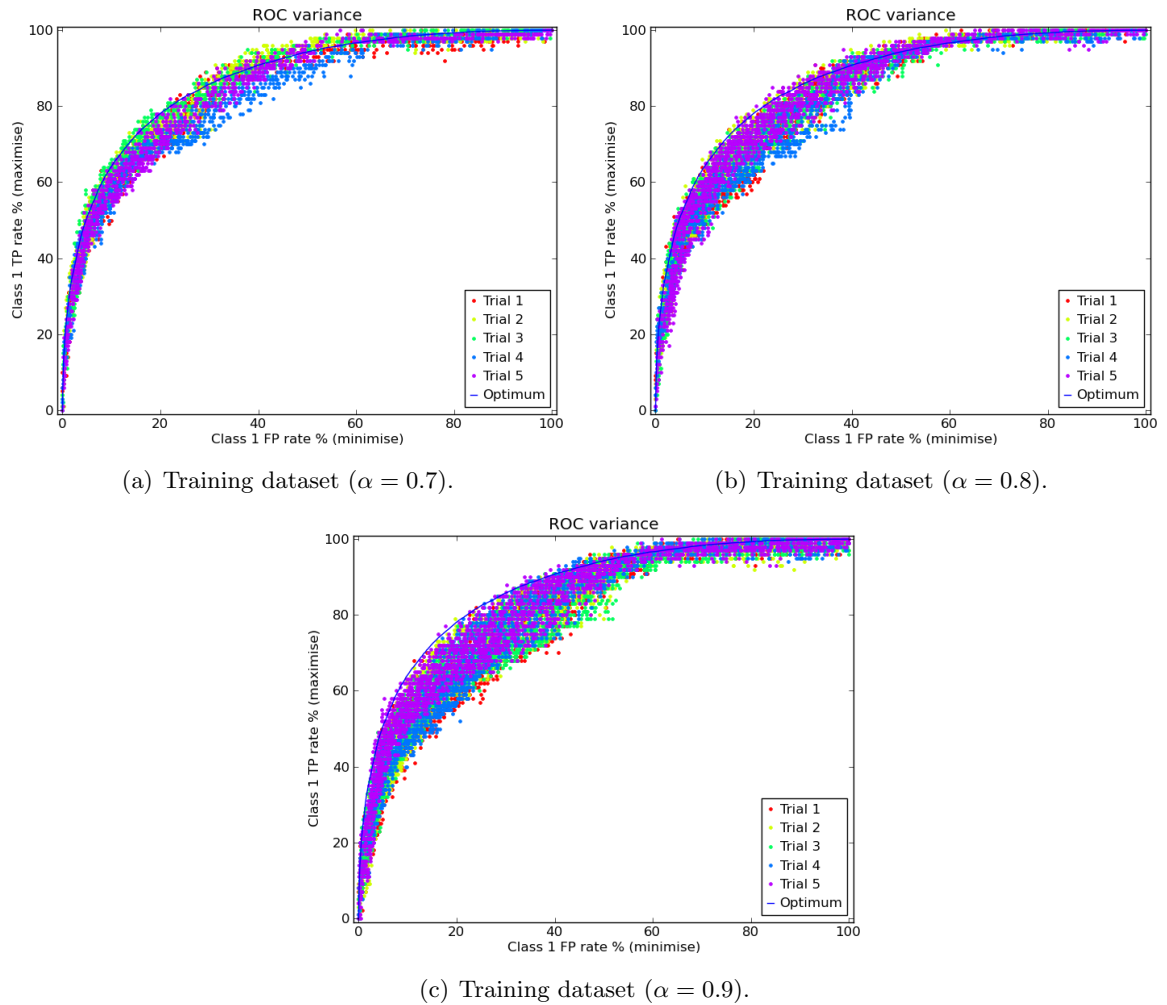 ROC variance
100
80
60
40
20
0
Class 1 TP rate % (maximise)
Trial 1
Trial 2
Trial 3
Trial 4
Trial 5
Optimum
0 20 40 60 80 100
Class 1 FP rate % (minimise)
(a) Training dataset (α = 0.7).
ROC variance
100
80
60
40
20
0
Class 1 TP rate % (maximise)
Trial 1
Trial 2
Trial 3
Trial 4
Trial 5
Optimum
0 20 40 60 80 100
Class 1 FP rate % (minimise)
(b) Training dataset (α = 0.8).
ROC variance
100
80
60
40
20
0
Class 1 TP rate % (maximise)
Trial 1
Trial 2
Trial 3
Trial 4
Trial 5
Optimum
0 20 40 60 80 100
Class 1 FP rate % (minimise)
(c) Training dataset (α = 0.9).